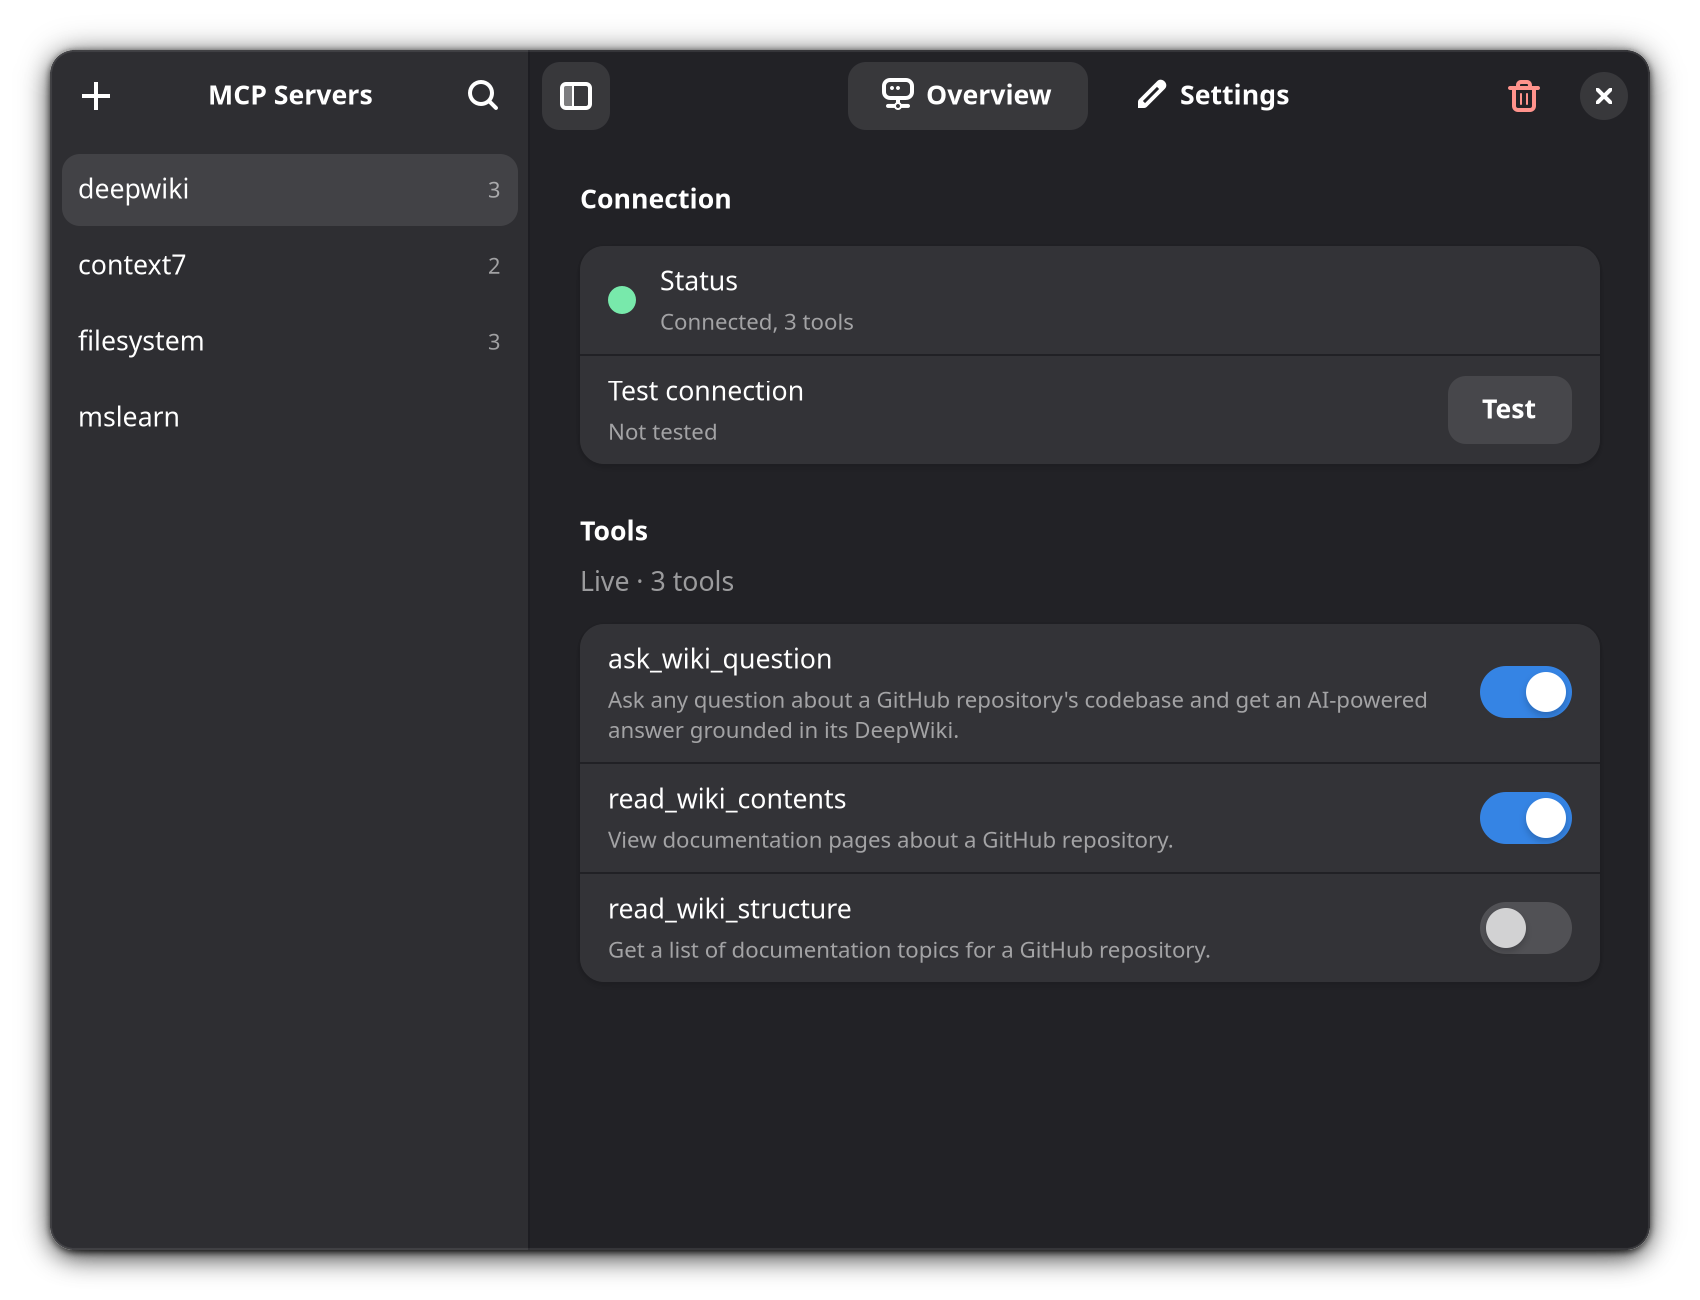 MCP Servers
deepwiki 3
context7 2
filesystem 3
mslearn
Overview
Settings
Connection
Status
Connected, 3 tools
Test connection
Not tested
Test
Tools
Live · 3 tools
ask_wiki_question
Ask any question about a GitHub repository's codebase and get an AI-powered
answer grounded in its DeepWiki.
read_wiki_contents
View documentation pages about a GitHub repository.
read_wiki_structure
Get a list of documentation topics for a GitHub repository.